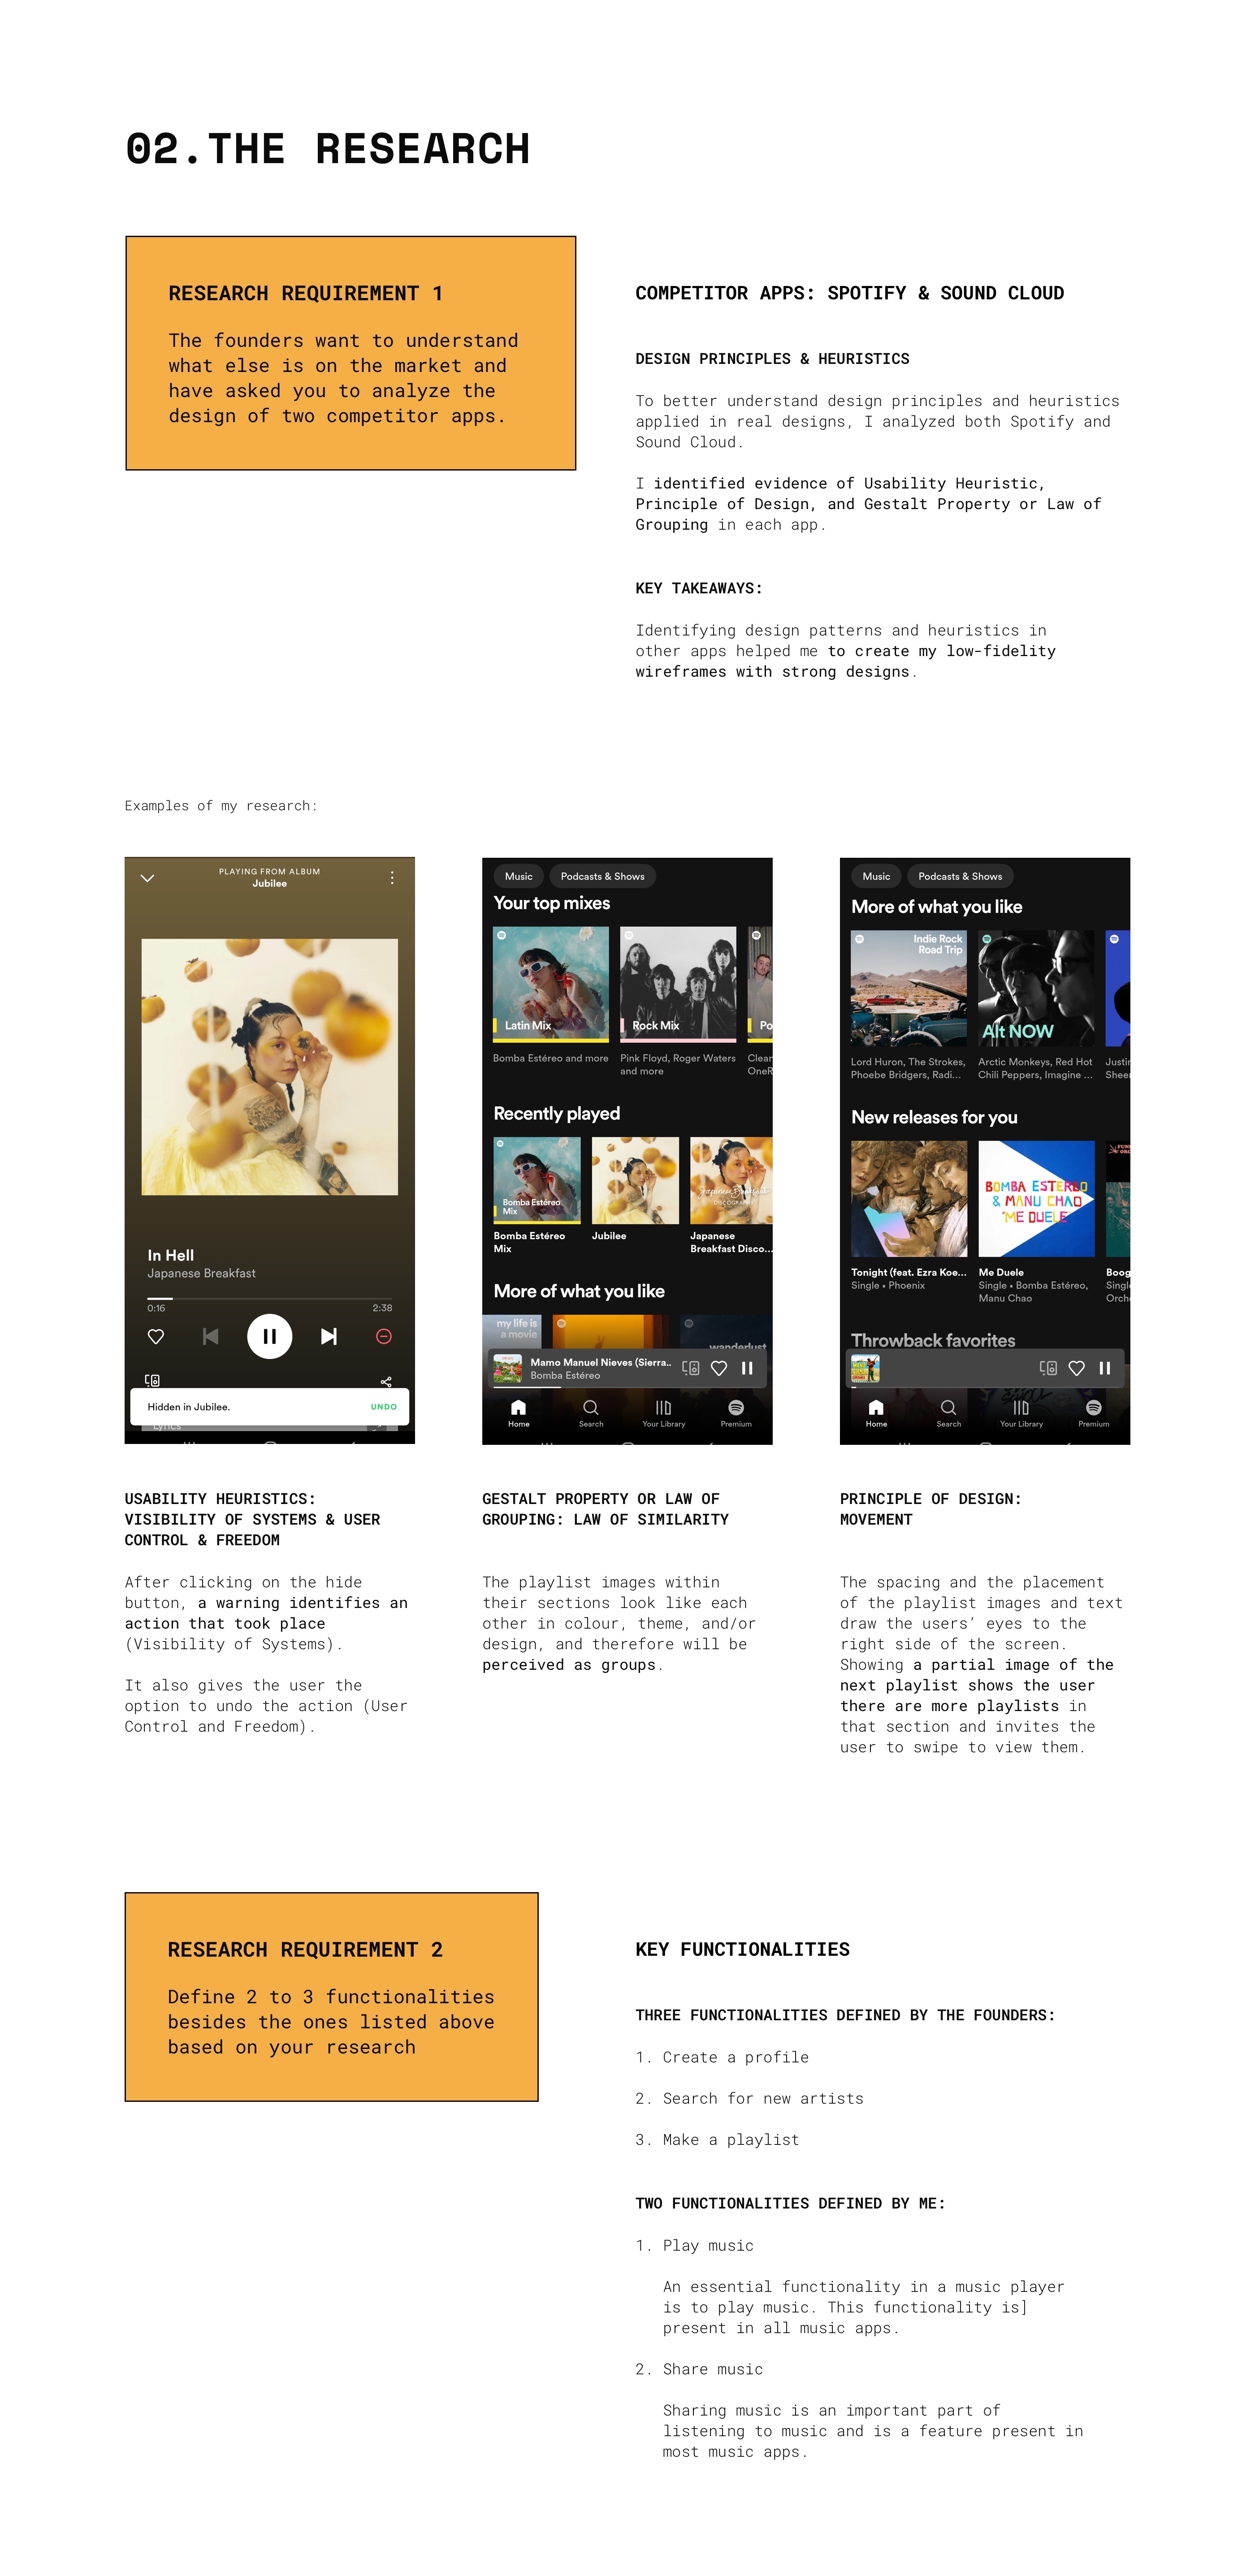 02.THE RESEARCH
RESEARCH REQUIREMENT 1
The founders want to understand
what else is on the market and
have asked you to analyze the
design of two competitor apps.
COMPETITOR APPS: SPOTIFY & SOUND CLOUD
DESIGN PRINCIPLES & HEURISTICS
To better understand design principles and heuristics
applied in real designs, I analyzed both Spotify and
Sound Cloud.
I identified evidence of Usability Heuristic,
Principle of Design, and Gestalt Property or Law of
Grouping in each app.
KEY TAKEAWAYS:
Identifying design patterns and heuristics in
other apps helped me to create my low-fidelity
wireframes with strong designs.
Examples of my research:
PLAYING FROM ALBUM
Jubilee
In Hell
Japanese Breakfast
0:16 2:38
Hidden in Jubilee. UNDO
Lyrics
Music Podcasts & Shows
Your top mixes
Latin Mix Rock Mix Po
Bomba Estéreo and more Pink Floyd, Roger Waters Clean
and more OneR
Recently played
Bomba Estéreo
Mix
Japanese Breakfast
DISCOGRAPHY
Bomba Estéreo Jubilee Japanese
Mix Breakfast Disco...
More of what you like
my life is
a movie
wanderlust
Mamo Manuel Nieves (Sierra..
Bomba Estéreo
Home Search Your Library Premium
Music Podcasts & Shows
More of what you like
Indie Rock
Road Trip
Alt NOW
Lord Huron, The Strokes, Arctic Monkeys, Red Hot Justin
Phoebe Bridgers, Radi... Chili Peppers, Imagine ... Sheer
New releases for you
BOMBA ESTEREO
& MANU CHAO
"ME DUELE"
Tonight (feat. Ezra Koe... Me Duele Boog
Single • Phoenix Single • Bomba Estéreo, Singl
Manu Chao Orche
Throwback favorites
Home Search Your Library Premium
USABILITY HEURISTICS:
VISIBILITY OF SYSTEMS & USER
CONTROL & FREEDOM
After clicking on the hide
button, a warning identifies an
action that took place
(Visibility of Systems).
It also gives the user the
option to undo the action (User
Control and Freedom).
GESTALT PROPERTY OR LAW OF
GROUPING: LAW OF SIMILARITY
The playlist images within
their sections look like each
other in colour, theme, and/or
design, and therefore will be
perceived as groups.
PRINCIPLE OF DESIGN:
MOVEMENT
The spacing and the placement
of the playlist images and text
draw the users’ eyes to the
right side of the screen.
Showing a partial image of the
next playlist shows the user
there are more playlists in
that section and invites the
user to swipe to view them.
RESEARCH REQUIREMENT 2
Define 2 to 3 functionalities
besides the ones listed above
based on your research
KEY FUNCTIONALITIES
THREE FUNCTIONALITIES DEFINED BY THE FOUNDERS:
1. Create a profile
2. Search for new artists
3. Make a playlist
TWO FUNCTIONALITIES DEFINED BY ME:
1. Play music
An essential functionality in a music player
is to play music. This functionality is]
present in all music apps.
2. Share music
Sharing music is an important part of
listening to music and is a feature present in
most music apps.